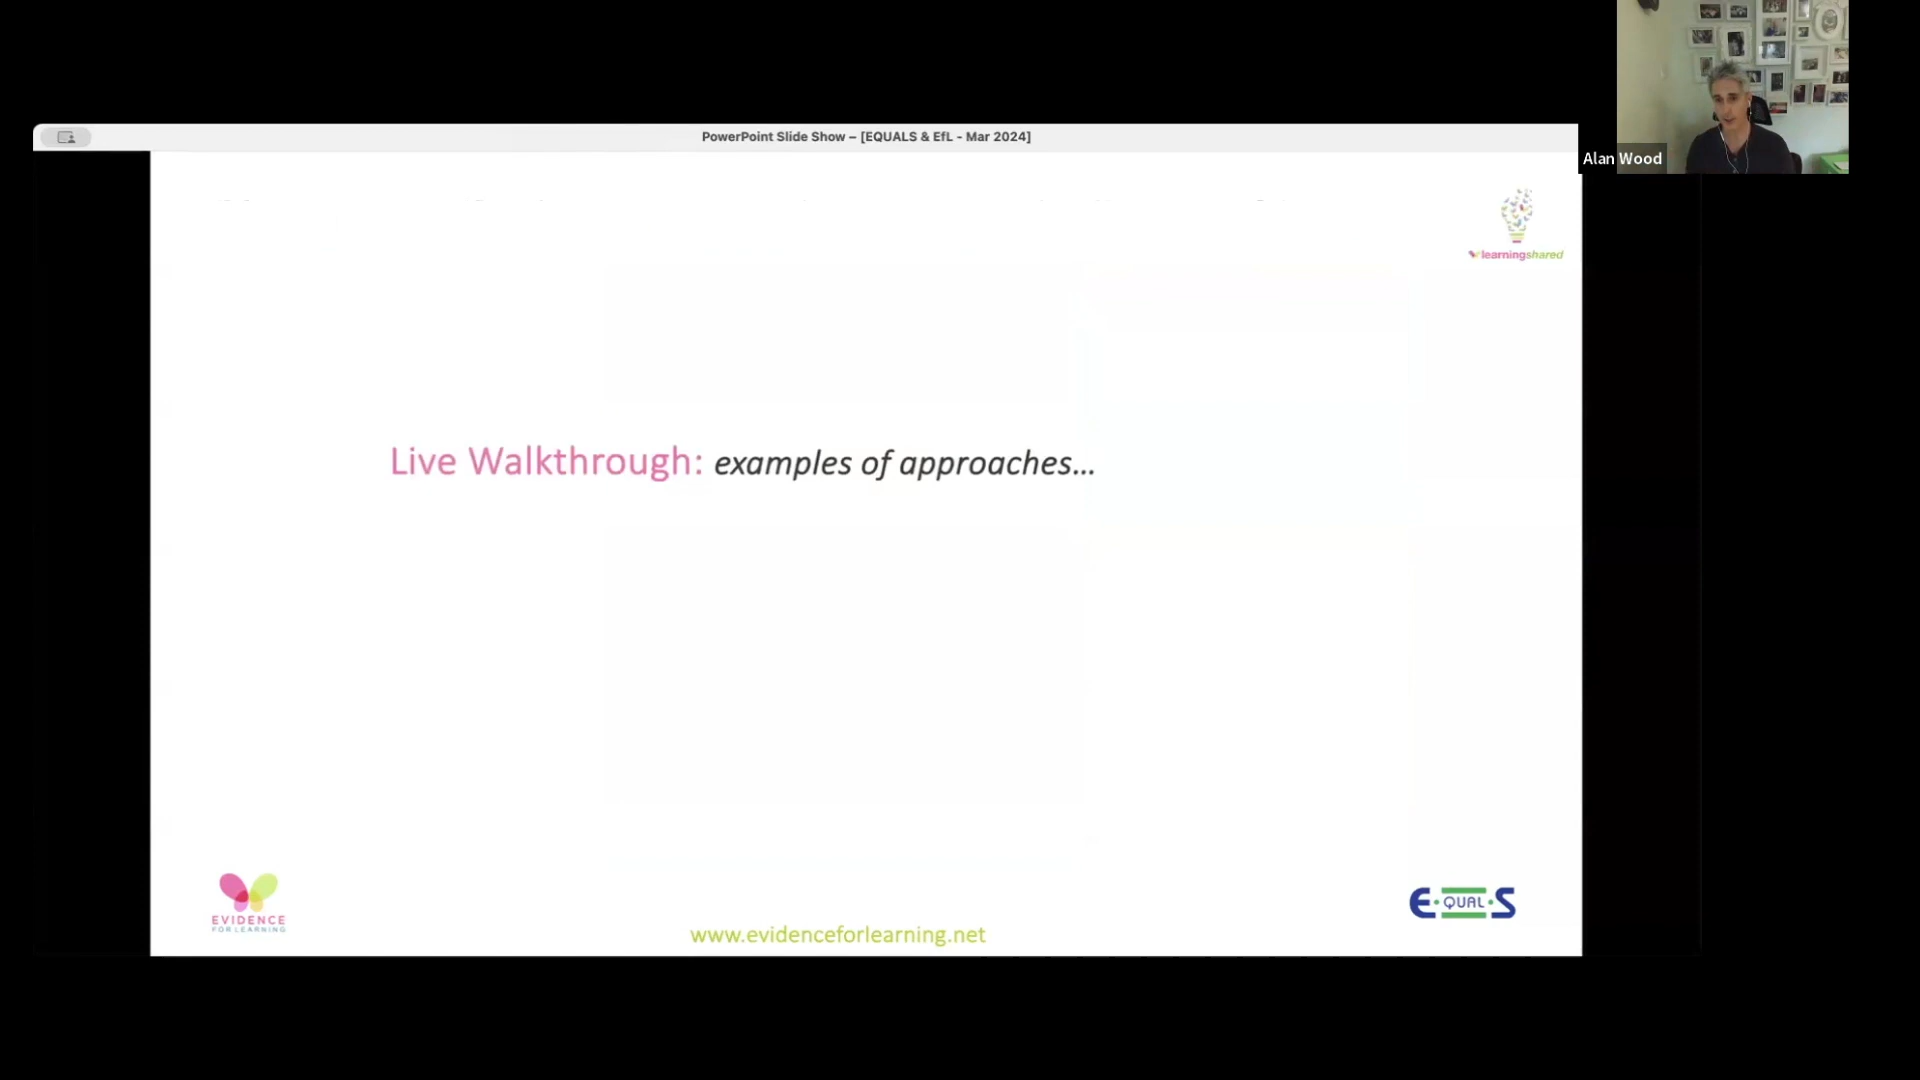 PowerPoint Slide Show – [EQUALS & EfL - Mar 2024]
Alan Wood
learningshared
Live Walkthrough: examples of approaches...
EVIDENCE
FOR LEARNING
E·QUAL·S
www.evidenceforlearning.net